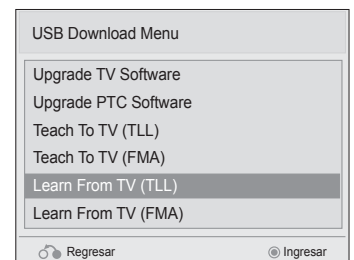 USB Download Menu
Upgrade TV Software
Upgrade PTC Software
Teach To TV (TLL)
Teach To TV (FMA)
Learn From TV (TLL)
Learn From TV (FMA)
Regresar
Ingresar